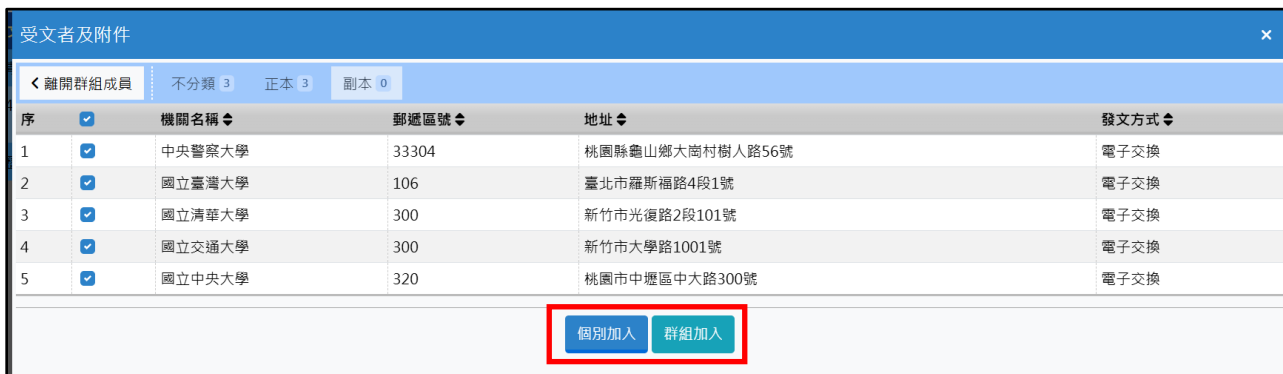 受文者及附件 ×
離開群組成員 不分類 3 正本 3 副本 0
序 機關名稱 郵遞區號 地址 發文方式
1 中央警察大學 33304 桃園縣龜山鄉大崗村樹人路56號 電子交換
2 國立臺灣大學 106 臺北市羅斯福路4段1號 電子交換
3 國立清華大學 300 新竹市光復路2段101號 電子交換
4 國立交通大學 300 新竹市大學路1001號 電子交換
5 國立中央大學 320 桃園市中壢區中大路300號 電子交換
個別加入 群組加入